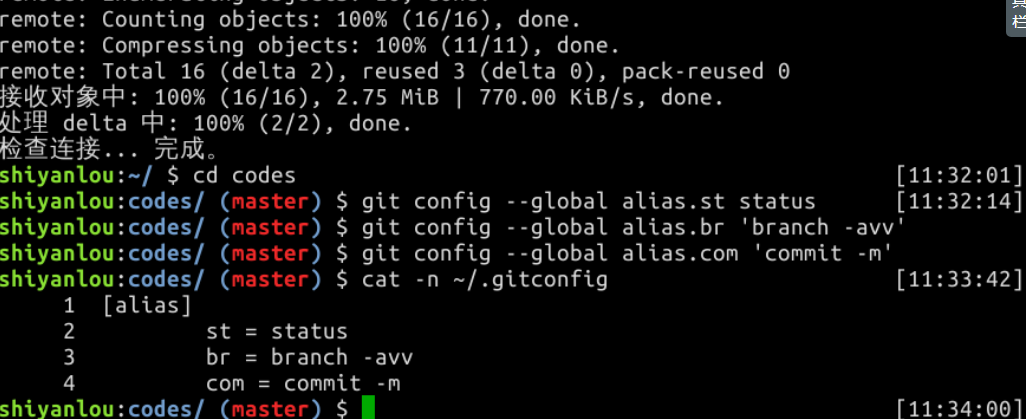 remote: Counting objects: 100% (16/16), done.
remote: Compressing objects: 100% (11/11), done.
remote: Total 16 (delta 2), reused 3 (delta 0), pack-reused 0
接收对象中: 100% (16/16), 2.75 MiB | 770.00 KiB/s, done.
处理 delta 中: 100% (2/2), done.
检查连接... 完成。
shiyanlou:~/ $ cd codes [11:32:01]
shiyanlou:codes/ (master) $ git config --global alias.st status [11:32:14]
shiyanlou:codes/ (master) $ git config --global alias.br 'branch -avv'
shiyanlou:codes/ (master) $ git config --global alias.com 'commit -m'
shiyanlou:codes/ (master) $ cat -n ~/.gitconfig [11:33:42]
1 [alias]
2 st = status
3 br = branch -avv
4 com = commit -m
shiyanlou:codes/ (master) $ [11:34:00]